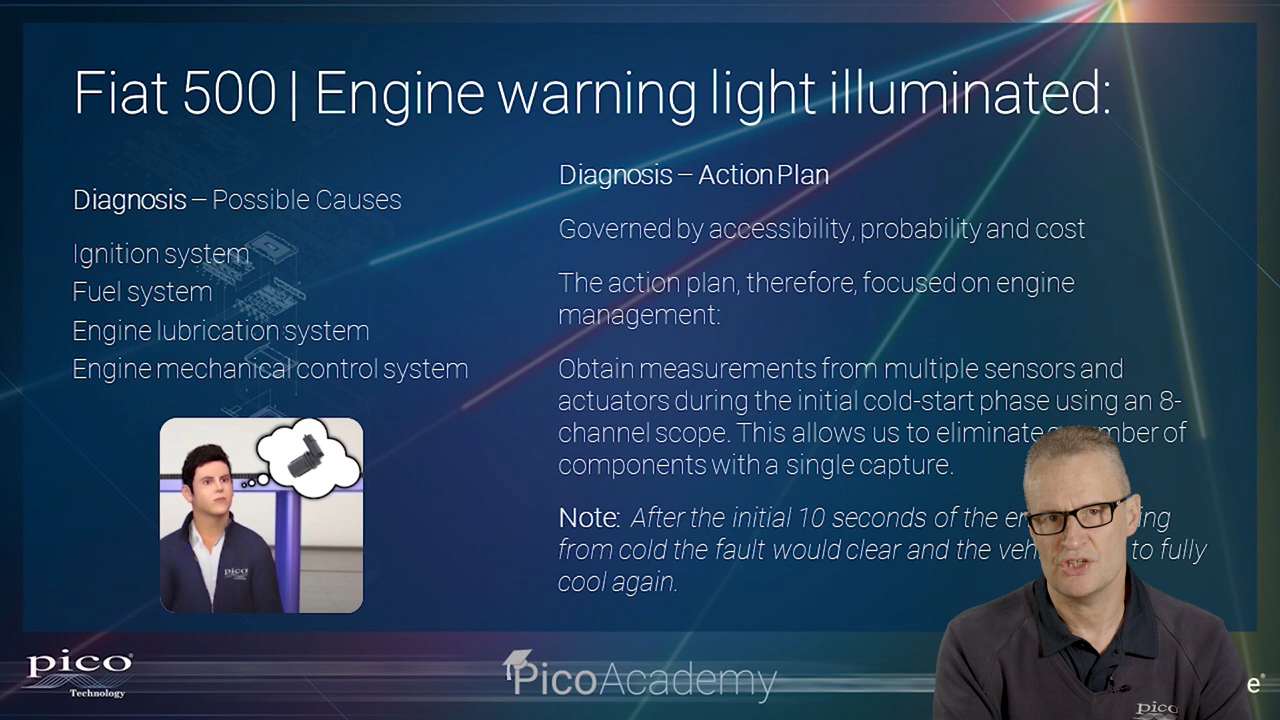 Fiat 500 | Engine warning light illuminated:
Diagnosis – Possible Causes
Ignition system
Fuel system
Engine lubrication system
Engine mechanical control system
Diagnosis – Action Plan
Governed by accessibility, probability and cost
The action plan, therefore, focused on engine
management:
Obtain measurements from multiple sensors and
actuators during the initial cold-start phase using an 8-
channel scope. This allows us to eliminate of
components with a single capture.
Note: After the initial 10 seconds of the
from cold the fault would clear and the to fully
cool again.
pico
pico®
Technology
PicoAcademy
pico